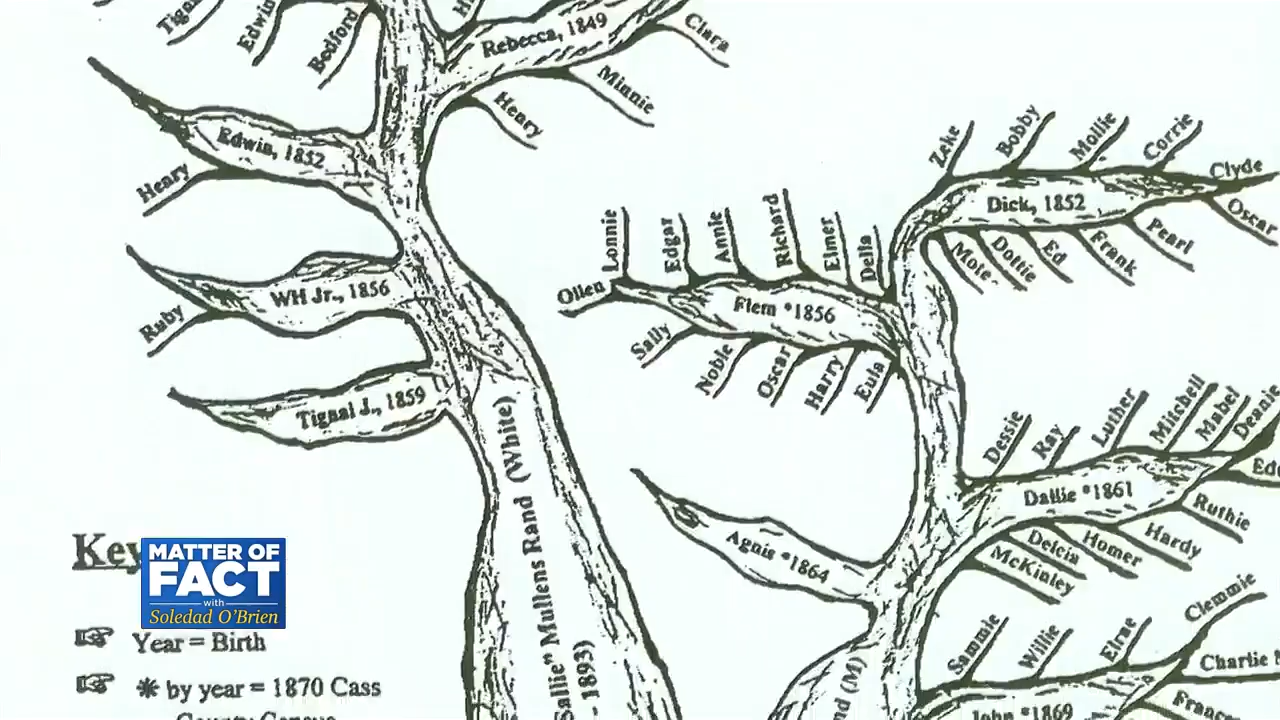 Edwin
Bedford
Rebecca, 1849
Clara
Minnie
Henry
Edwin, 1852
Henry
WH Jr., 1856
Ruby
Tignal J., 1859
Mullens Rand (White)
- 1893)
Zeke
Bobby
Mollie
Corrie
Clyde
Oscar
Dick, 1852
Mote
Dottie
Ed
Frank
Pearl
Ollen
Lonnie
Edgar
Annie
Richard
Elmer
Delia
Flem *1856
Sally
Noble
Oscar
Harry
Eula
Dessie
Ray
Luther
Mitchell
Mabel
Deanie
Dallie *1861
Ruthie
Hardy
Homer
Delcia
McKinley
Agnis *1864
Sammie
Willie
Elrae
Clemmie
Charlie
John *1869
(M)
Key
MATTER OF
FACT
with
Soledad O'Brien
Year = Birth
* by year = 1870 Cass